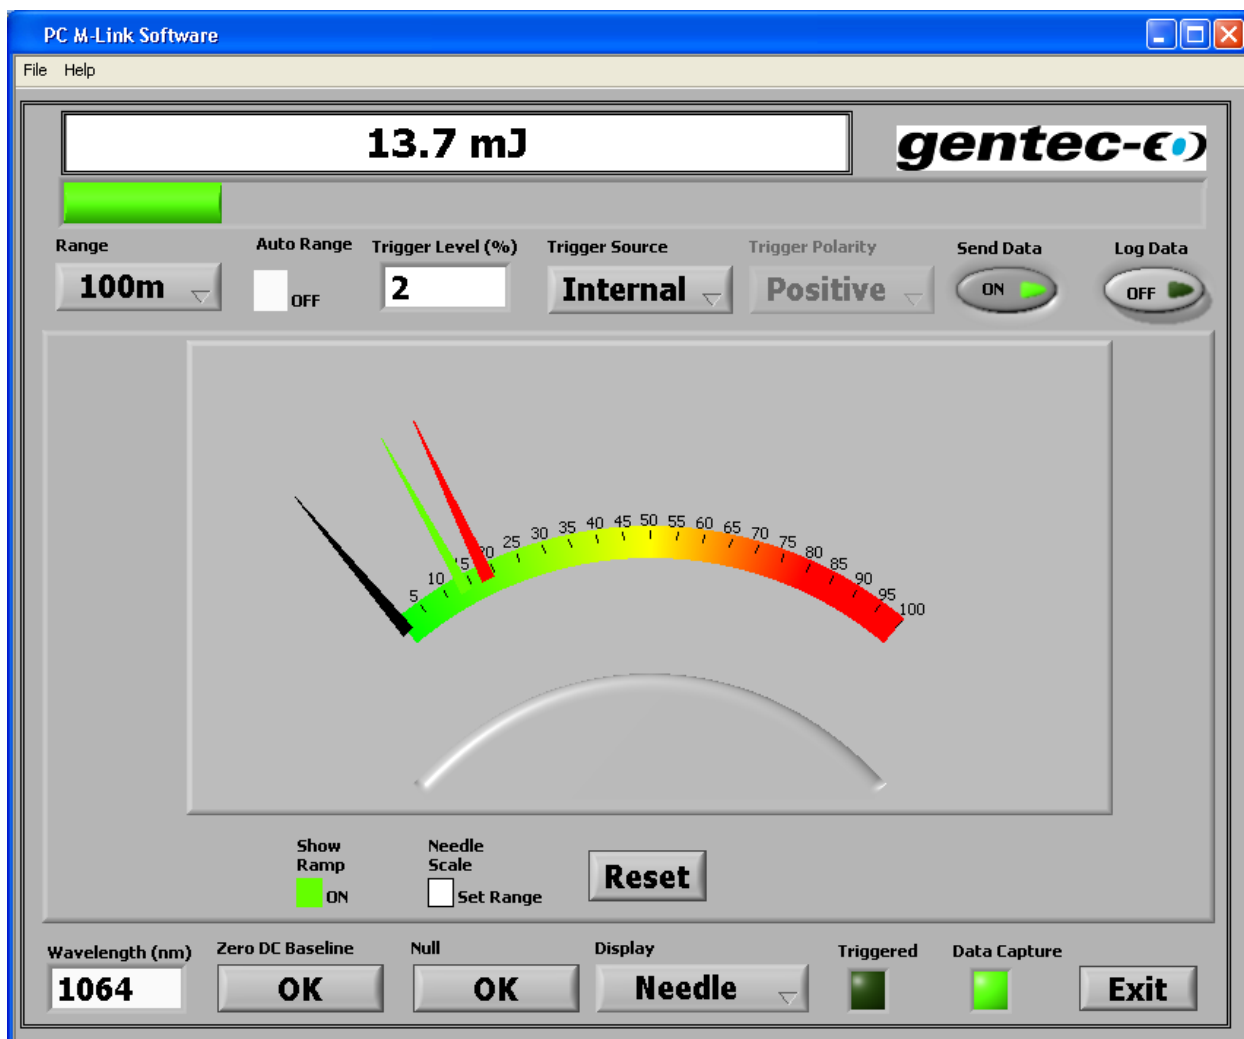 PC M-Link Software
File Help
13.7 mJ
gentec-EO
Range
Auto Range
Trigger Level (%)
Trigger Source
Trigger Polarity
Send Data
Log Data
100m
OFF
2
Internal
Positive
ON
OFF
5
10
15
20
25
30
35
40
45
50
55
60
65
70
75
80
85
90
95
100
Show
Ramp
ON
Needle
Scale
Set Range
Reset
Wavelength (nm)
Zero DC Baseline
Null
Display
Triggered
Data Capture
1064
OK
OK
Needle
Exit